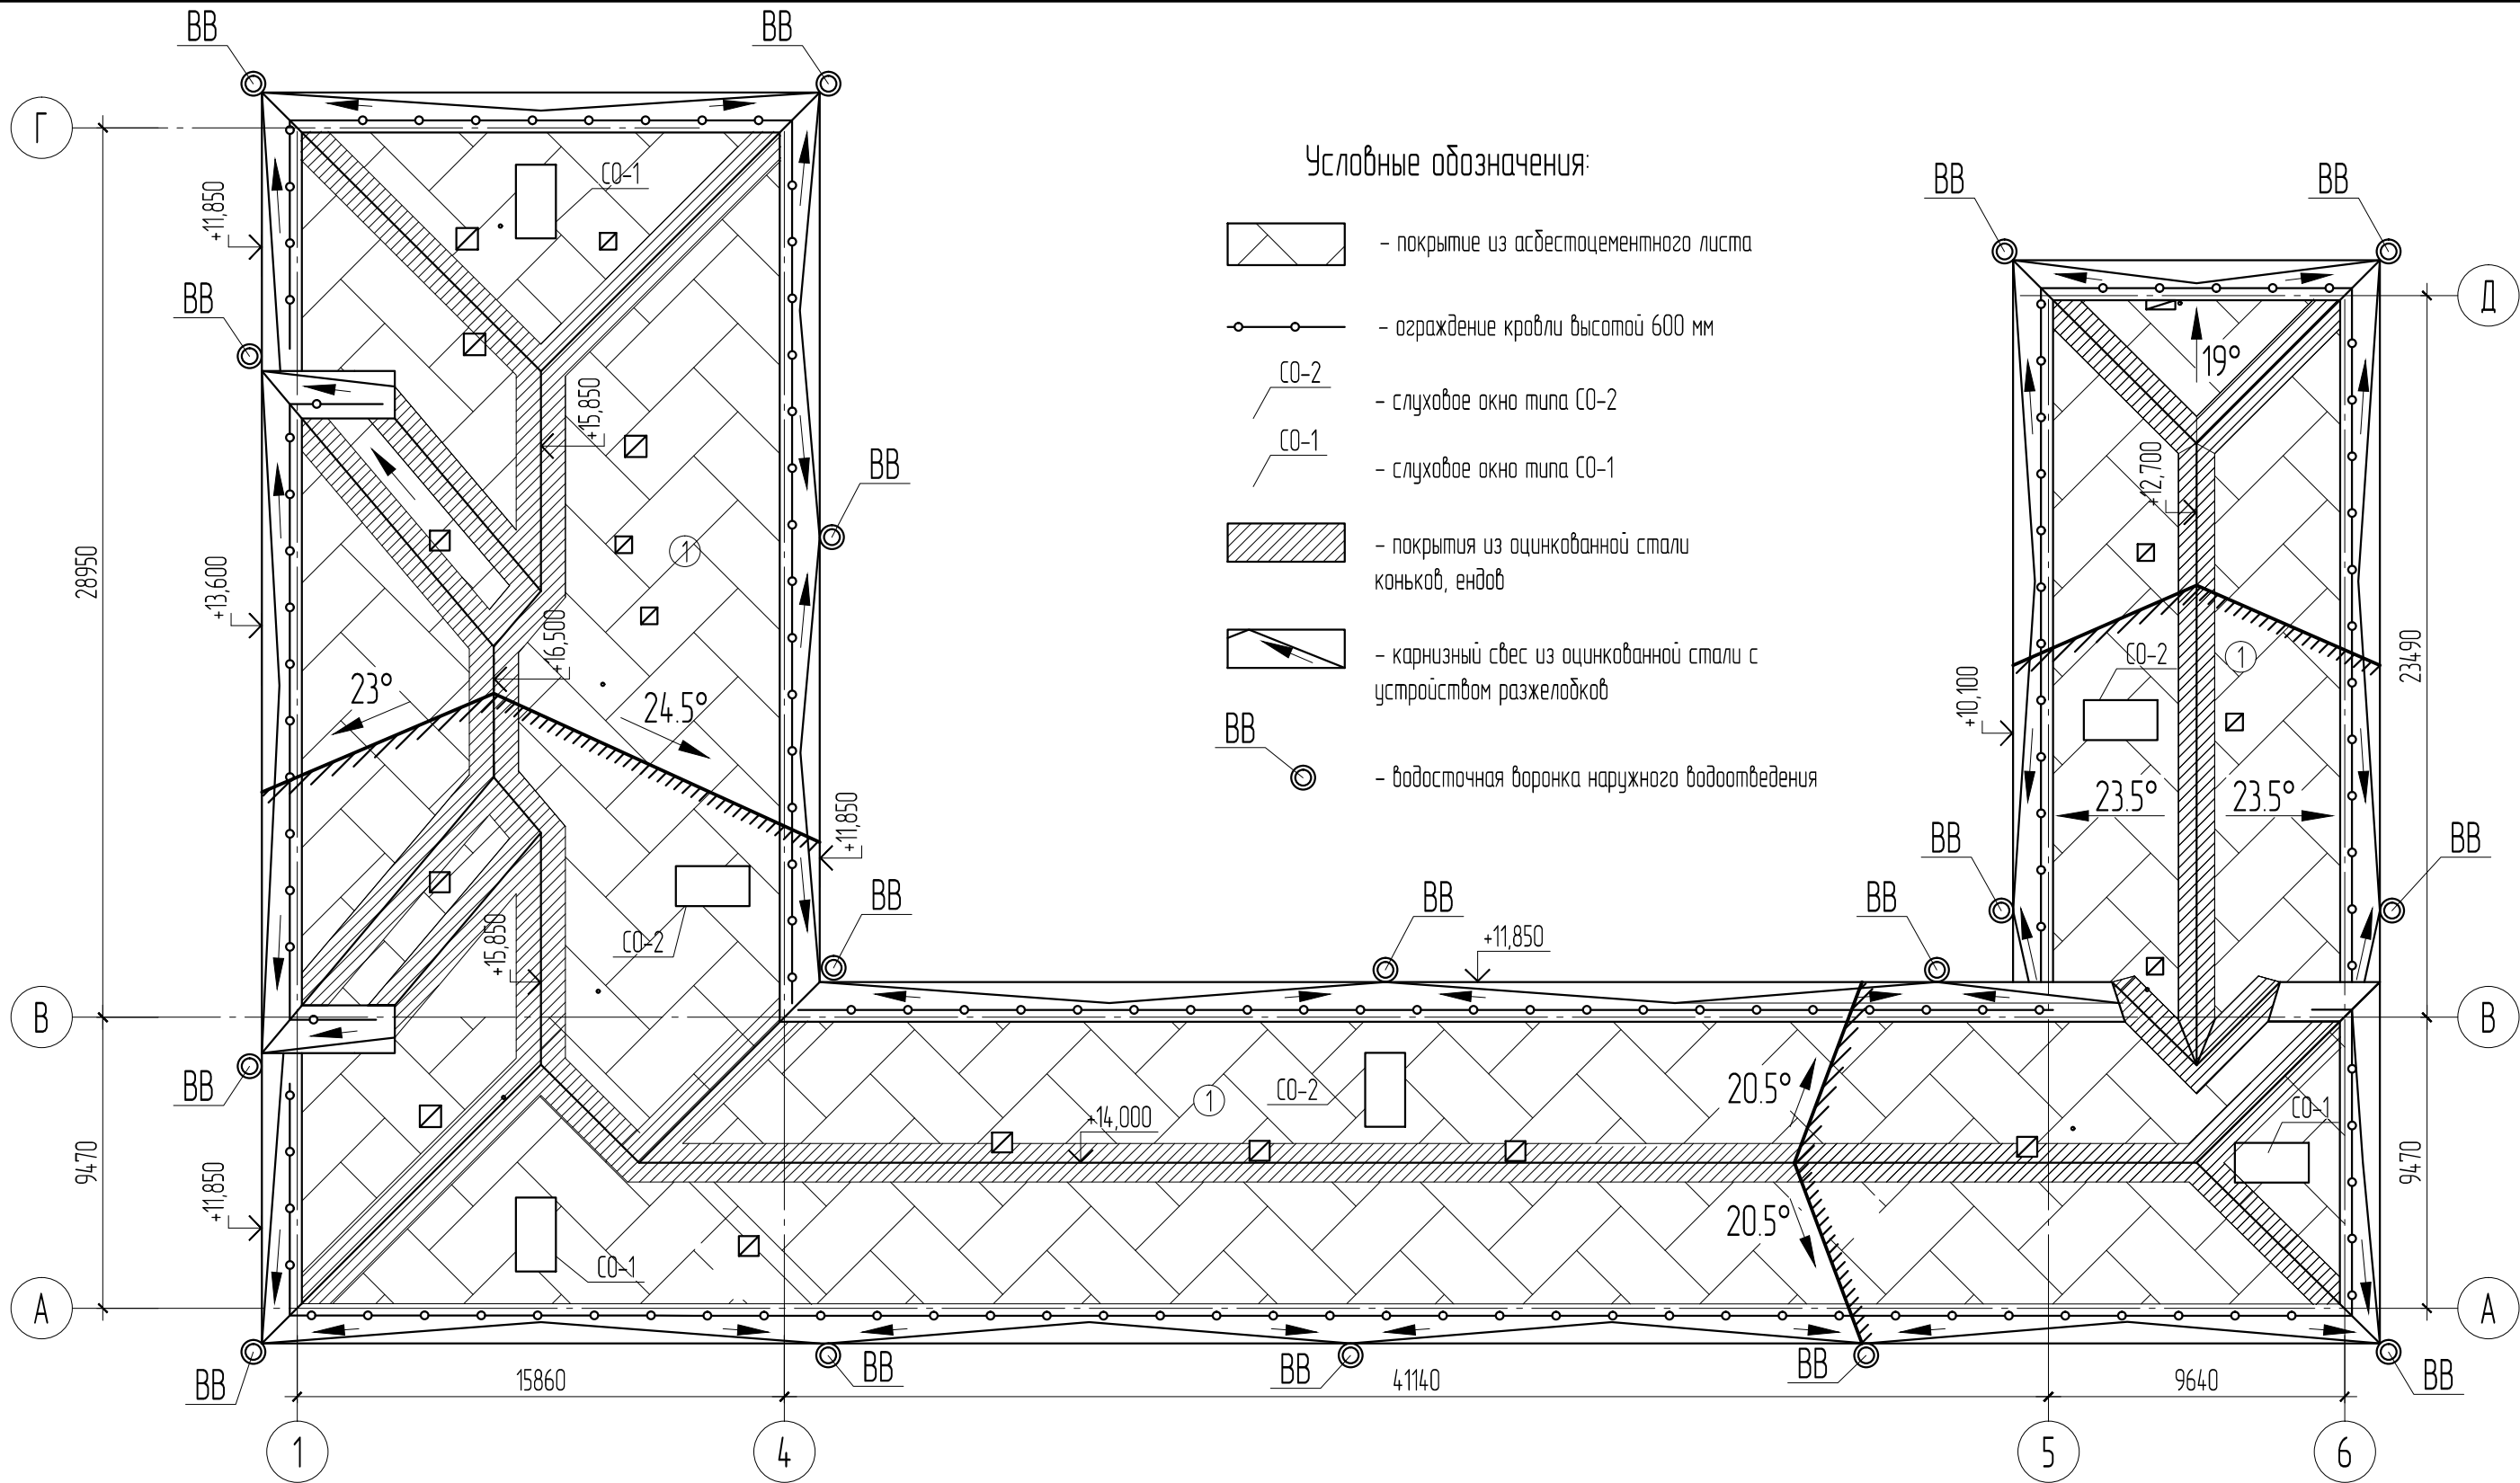 ВВ
ВВ
Г
+11,850
СО-1
Условные обозначения:
ВВ
ВВ
- покрытие из асбестоцементного листа
ВВ
Д
- ограждение кровли высотой 600 мм
19°
СО-2
- слуховое окно типа СО-2
+15,850
СО-1
- слуховое окно типа СО-1
ВВ
+12,700
28950
1
- покрытия из оцинкованной стали
коньков, ендов
+13,600
+16,500
- карнизный свес из оцинкованной стали с
устройством разжелобков
СО-2
1
23490
23°
24.5°
+10,100
ВВ
- водосточная воронка наружного водоотведения
23.5°
23.5°
+11,850
ВВ
ВВ
ВВ
ВВ
ВВ
СО-2
+15,850
+11,850
В
В
ВВ
20.5°
СО-2
1
+14,000
СО-1
9470
9470
+11,850
20.5°
СО-1
А
А
ВВ
ВВ
ВВ
ВВ
ВВ
15860
41140
9640
1
4
5
6